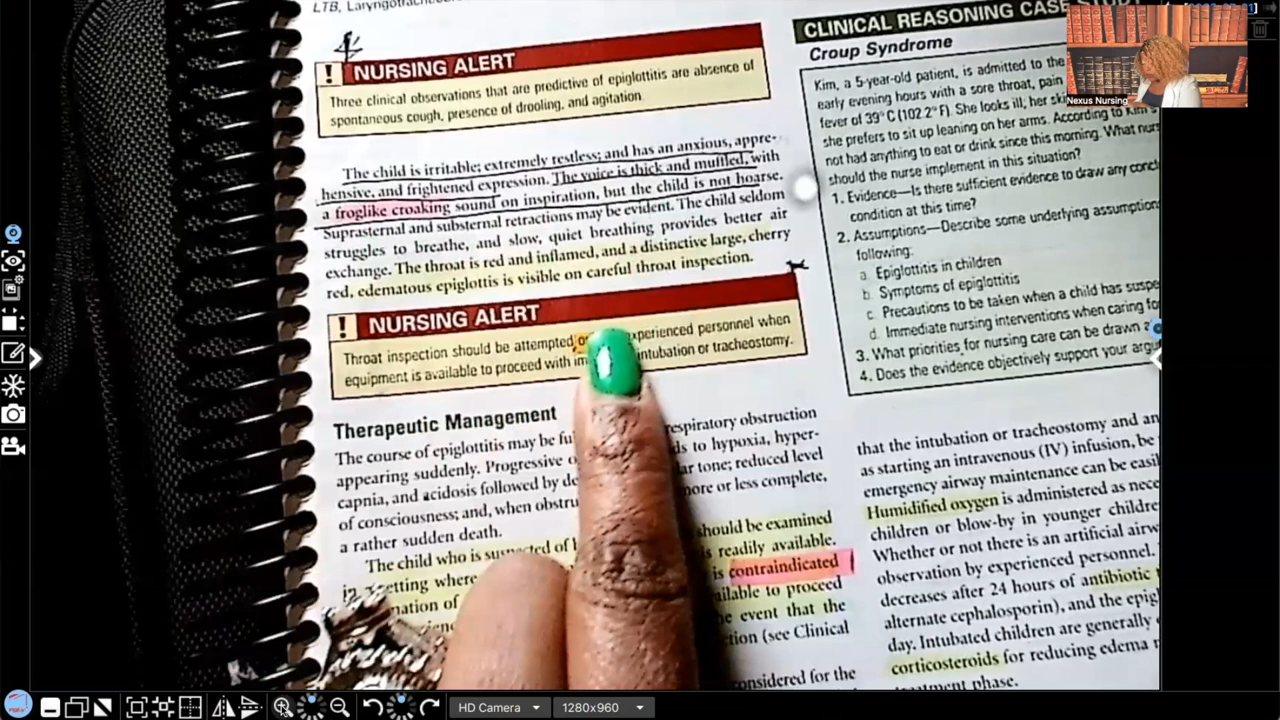 LTB,
! NURSING ALERT
Three clinical observations that are predictive of epiglottitis are absence of
spontaneous cough, presence of drooling, and agitation
The child is irritable; extremely restless; and has an anxious, appre-
hensive, and frightened expression. The voice is thick and muffled, with
a froglike croaking sound on inspiration, but the child is not hoarse.
Suprasternal and substernal retractions may be evident. The child seldom
struggles to breathe, and slow, quiet breathing provides better air
exchange. The throat is red and inflamed, and a distinctive large, cherry
red, edematous epiglottis is visible on careful throat inspection.
! NURSING ALERT
Throat inspection should be attempted personnel when
equipment is available to proceed with intubation or tracheostomy.
Therapeutic Management
The course of epiglottitis may be respiratory obstruction
appearing suddenly. Progressive to hypoxia, hyper-
capnia, and acidosis followed by tone; reduced level
of consciousness; and, when more or less complete,
a rather sudden death.
The child who is suspected of should be examined
in setting where is readily available.
of is contraindicated
to proceed
event that the
(see Clinical
considered for the
CLINICAL REASONING CASE
Croup Syndrome
Kim, a 5-year-old patient, is admitted to the
early evening hours with a sore throat, pain
fever of 39° C (102.2° F). She looks ill; her
she prefers to sit up leaning on her arms. According to
not had anything to eat or drink since this morning. What
should the nurse implement in this situation?
1. Evidence—Is there sufficient evidence to draw any
condition at this time?
2. Assumptions—Describe some underlying
following:
a. Epiglottitis in children
b. Symptoms of epiglottitis
c. Precautions to be taken when a child has
d. Immediate nursing interventions when caring
3. What priorities for nursing care can be drawn
4. Does the evidence objectively support your
that the intubation or tracheostomy and
as starting an intravenous (IV) infusion, be
emergency airway maintenance can be
Humidified oxygen is administered as
children or blow-by in younger
Whether or not there is an artificial
observation by experienced personnel.
decreases after 24 hours of antibiotic
alternate cephalosporin), and the
day. Intubated children are generally
corticosteroids for reducing edema
phase.
Nexus Nursing
HD Camera
1280x960